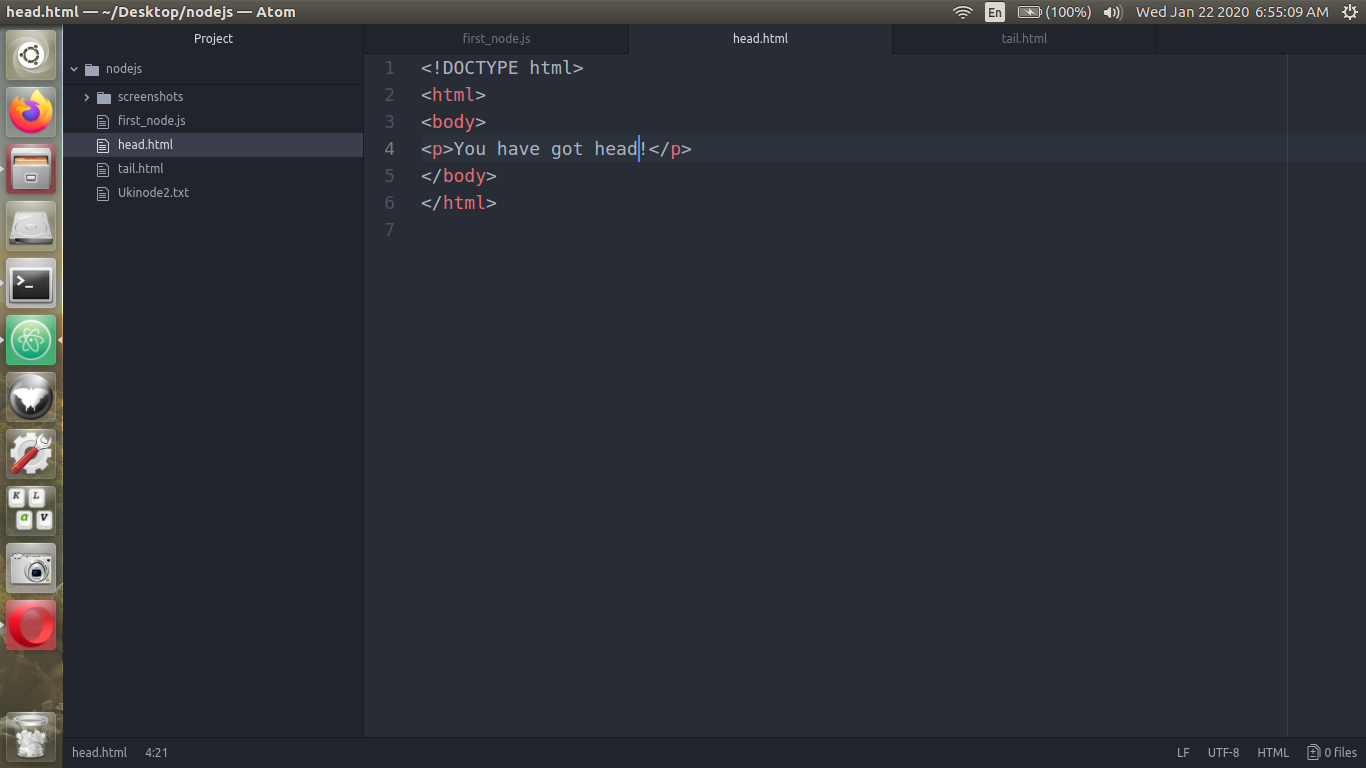 head.html — ~/Desktop/nodejs — Atom
En
(100%)
Wed Jan 22 2020 6:55:09 AM
Project
first_node.js
head.html
tail.html
nodejs
screenshots
first_node.js
head.html
tail.html
Ukinode2.txt
1 <!DOCTYPE html>
2 <html>
3 <body>
4 <p>You have got head!</p>
5 </body>
6 </html>
7
>_
K L
a v
head.html
4:21
LF
UTF-8
HTML
0 files